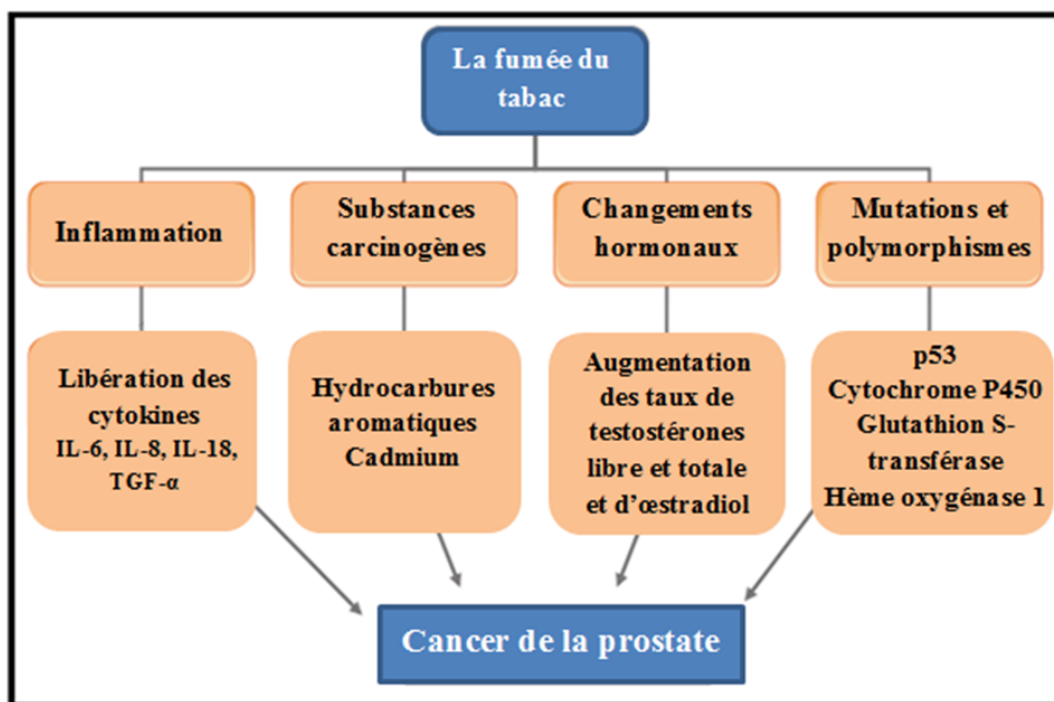 La fumée du
tabac
Inflammation
Substances
carcinogènes
Changements
hormonaux
Mutations et
polymorphismes
Libération des
cytokines
IL-6, IL-8, IL-18,
TGF-α
Hydrocarbures
aromatiques
Cadmium
Augmentation
des taux de
testostérones
libre et totale
et d’œstradiol
p53
Cytochrome P450
Glutathion S-
transférase
Hème oxygénase 1
Cancer de la prostate